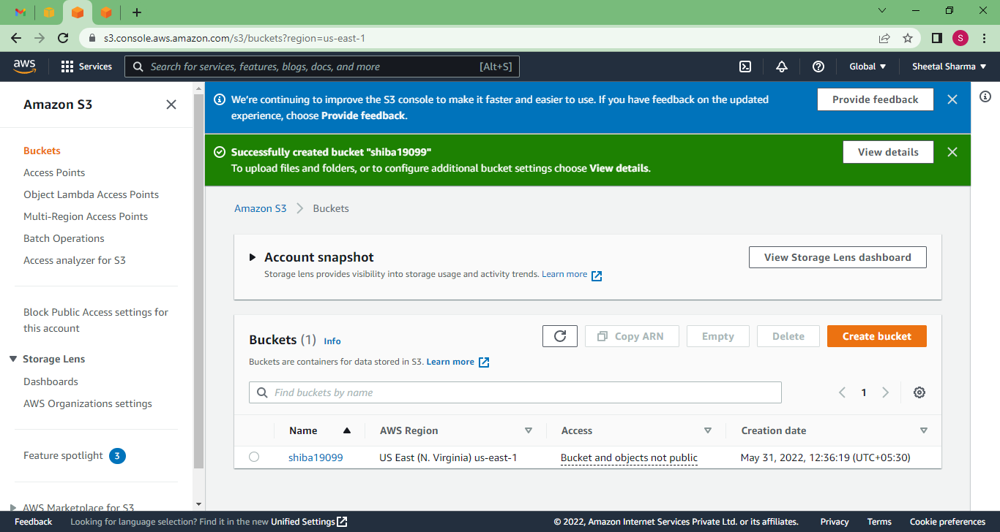 s3.console.aws.amazon.com/s3/buckets?region=us-east-1
S
aws
Services
Search for services, features, blogs, docs, and more [Alt+S]
Global
Sheetal Sharma
Amazon S3
Buckets
Access Points
Object Lambda Access Points
Multi-Region Access Points
Batch Operations
Access analyzer for S3
Block Public Access settings for
this account
Storage Lens
Dashboards
AWS Organizations settings
Feature spotlight 3
AWS Marketplace for S3
We're continuing to improve the S3 console to make it faster and easier to use. If you have feedback on the updated
experience, choose Provide feedback.
Provide feedback
Successfully created bucket "shiba19099"
To upload files and folders, or to configure additional bucket settings choose View details.
View details
Amazon S3 > Buckets
Account snapshot
Storage lens provides visibility into storage usage and activity trends. Learn more
View Storage Lens dashboard
Buckets (1) Info
Copy ARN
Empty
Delete
Create bucket
Buckets are containers for data stored in S3. Learn more
Find buckets by name
1
Name AWS Region Access Creation date
shiba19099 US East (N. Virginia) us-east-1 Bucket and objects not public May 31, 2022, 12:36:19 (UTC+05:30)
Feedback
Looking for language selection? Find it in the new Unified Settings
© 2022, Amazon Internet Services Private Ltd. or its affiliates.
Privacy
Terms
Cookie preferences